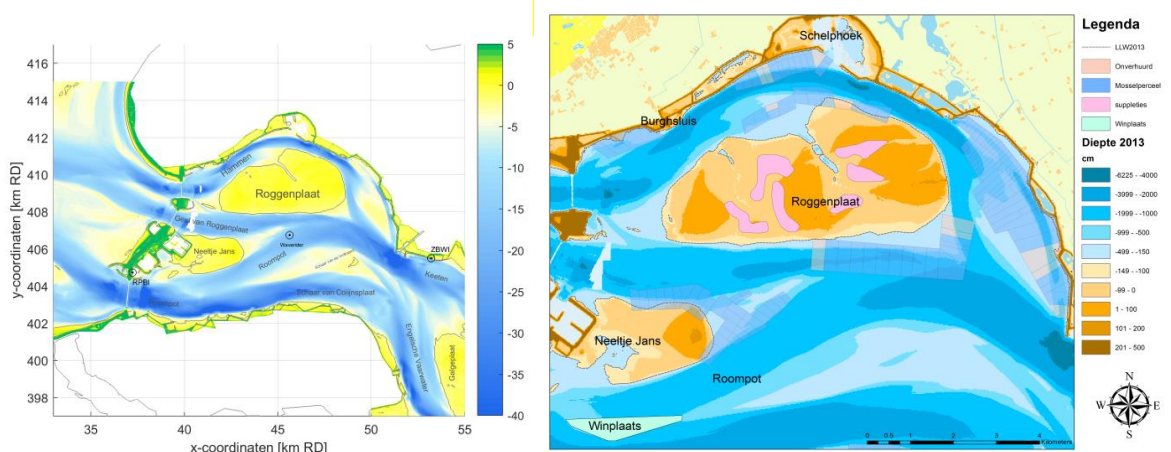 416
414
412
410
408
406
404
402
400
398
y-coordinaten [km RD]
35
40
45
50
55
x-coordinaten [km RD]
Hammen
Roggenplaat
Geul van Roggenplaat
Neeltje Jans
Waverider
RPBI
Roompot
Roompot
ZBWI
Keeten
Schaar van Colijnsplaat
Engelsche Vaarwater
Galgeplaat
5
0
-5
-10
-15
-20
-25
-30
-35
-40
Schelphoek
Burghsluis
Roggenplaat
Neeltje Jans
Roompot
Winplaats
0 0.5 1 2 3 4
Kilometers
Legenda
LLW2013
Onverhuurd
Mosselperceel
suppleties
Winplaats
Diepte 2013
cm
-6225 - -4000
-3999 - -2000
-1999 - -1000
-999 - -500
-499 - -150
-149 - -100
-99 - 0
1 - 100
101 - 200
201 - 500
N
W E
S